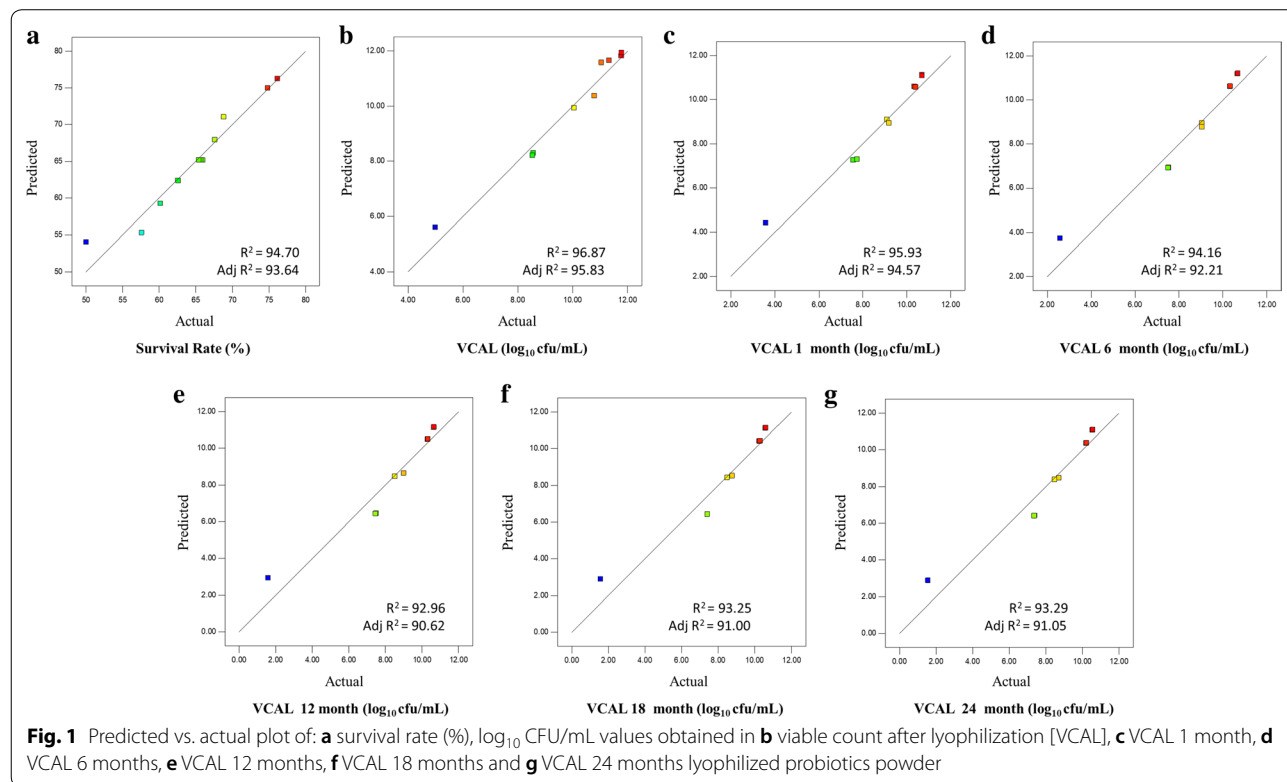 a
80
75
70
65
60
55
50
Predicted
50
55
60
65
70
75
80
R² = 94.70
Adj R² = 93.64
Actual
Survival Rate (%)
b
12.00
10.00
8.00
6.00
4.00
Predicted
4.00
6.00
8.00
10.00
12.00
R² = 96.87
Adj R² = 95.83
Actual
VCAL (log₁₀ cfu/mL)
c
12.00
10.00
8.00
6.00
4.00
2.00
Predicted
2.00
4.00
6.00
8.00
10.00
12.00
R² = 95.93
Adj R² = 94.57
Actual
VCAL 1 month (log₁₀ cfu/mL)
d
12.00
10.00
8.00
6.00
4.00
2.00
Predicted
2.00
4.00
6.00
8.00
10.00
12.00
R² = 94.16
Adj R² = 92.21
Actual
VCAL 6 month (log₁₀ cfu/mL)
e
12.00
10.00
8.00
6.00
4.00
2.00
0.00
Predicted
0.00
2.00
4.00
6.00
8.00
10.00
12.00
R² = 92.96
Adj R² = 90.62
Actual
VCAL 12 month (log₁₀ cfu/mL)
f
12.00
10.00
8.00
6.00
4.00
2.00
0.00
Predicted
0.00
2.00
4.00
6.00
8.00
10.00
12.00
R² = 93.25
Adj R² = 91.00
Actual
VCAL 18 month (log₁₀ cfu/mL)
g
12.00
10.00
8.00
6.00
4.00
2.00
0.00
Predicted
0.00
2.00
4.00
6.00
8.00
10.00
12.00
R² = 93.29
Adj R² = 91.05
Actual
VCAL 24 month (log₁₀ cfu/mL)
Fig. 1 Predicted vs. actual plot of: a survival rate (%), log₁₀ CFU/mL values obtained in b viable count after lyophilization [VCAL], c VCAL 1 month, d
VCAL 6 months, e VCAL 12 months, f VCAL 18 months and g VCAL 24 months lyophilized probiotics powder